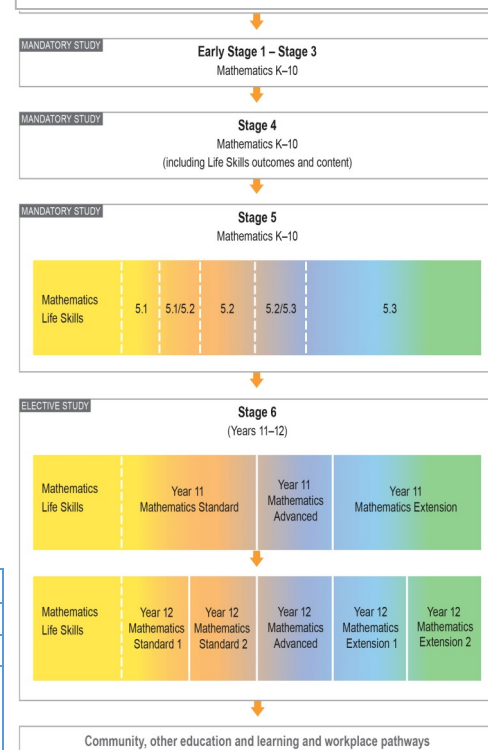 MANDATORY STUDY
Early Stage 1 – Stage 3
Mathematics K–10
MANDATORY STUDY
Stage 4
Mathematics K–10
(including Life Skills outcomes and content)
MANDATORY STUDY
Stage 5
Mathematics K–10
Mathematics
Life Skills
5.1
5.1/5.2
5.2
5.2/5.3
5.3
ELECTIVE STUDY
Stage 6
(Years 11–12)
Mathematics
Life Skills
Year 11
Mathematics Standard
Year 11
Mathematics
Advanced
Year 11
Mathematics Extension
Mathematics
Life Skills
Year 12
Mathematics
Standard 1
Year 12
Mathematics
Standard 2
Year 12
Mathematics
Advanced
Year 12
Mathematics
Extension 1
Year 12
Mathematics
Extension 2
Community, other education and learning and workplace pathways